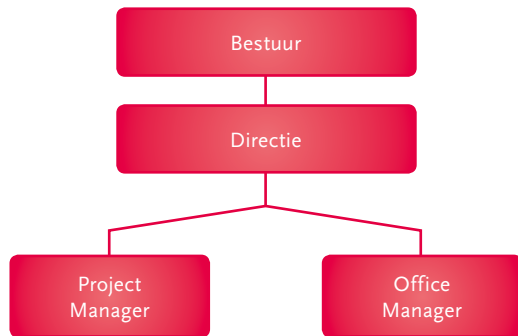 Bestuur
Directie
Project
Manager
Office
Manager